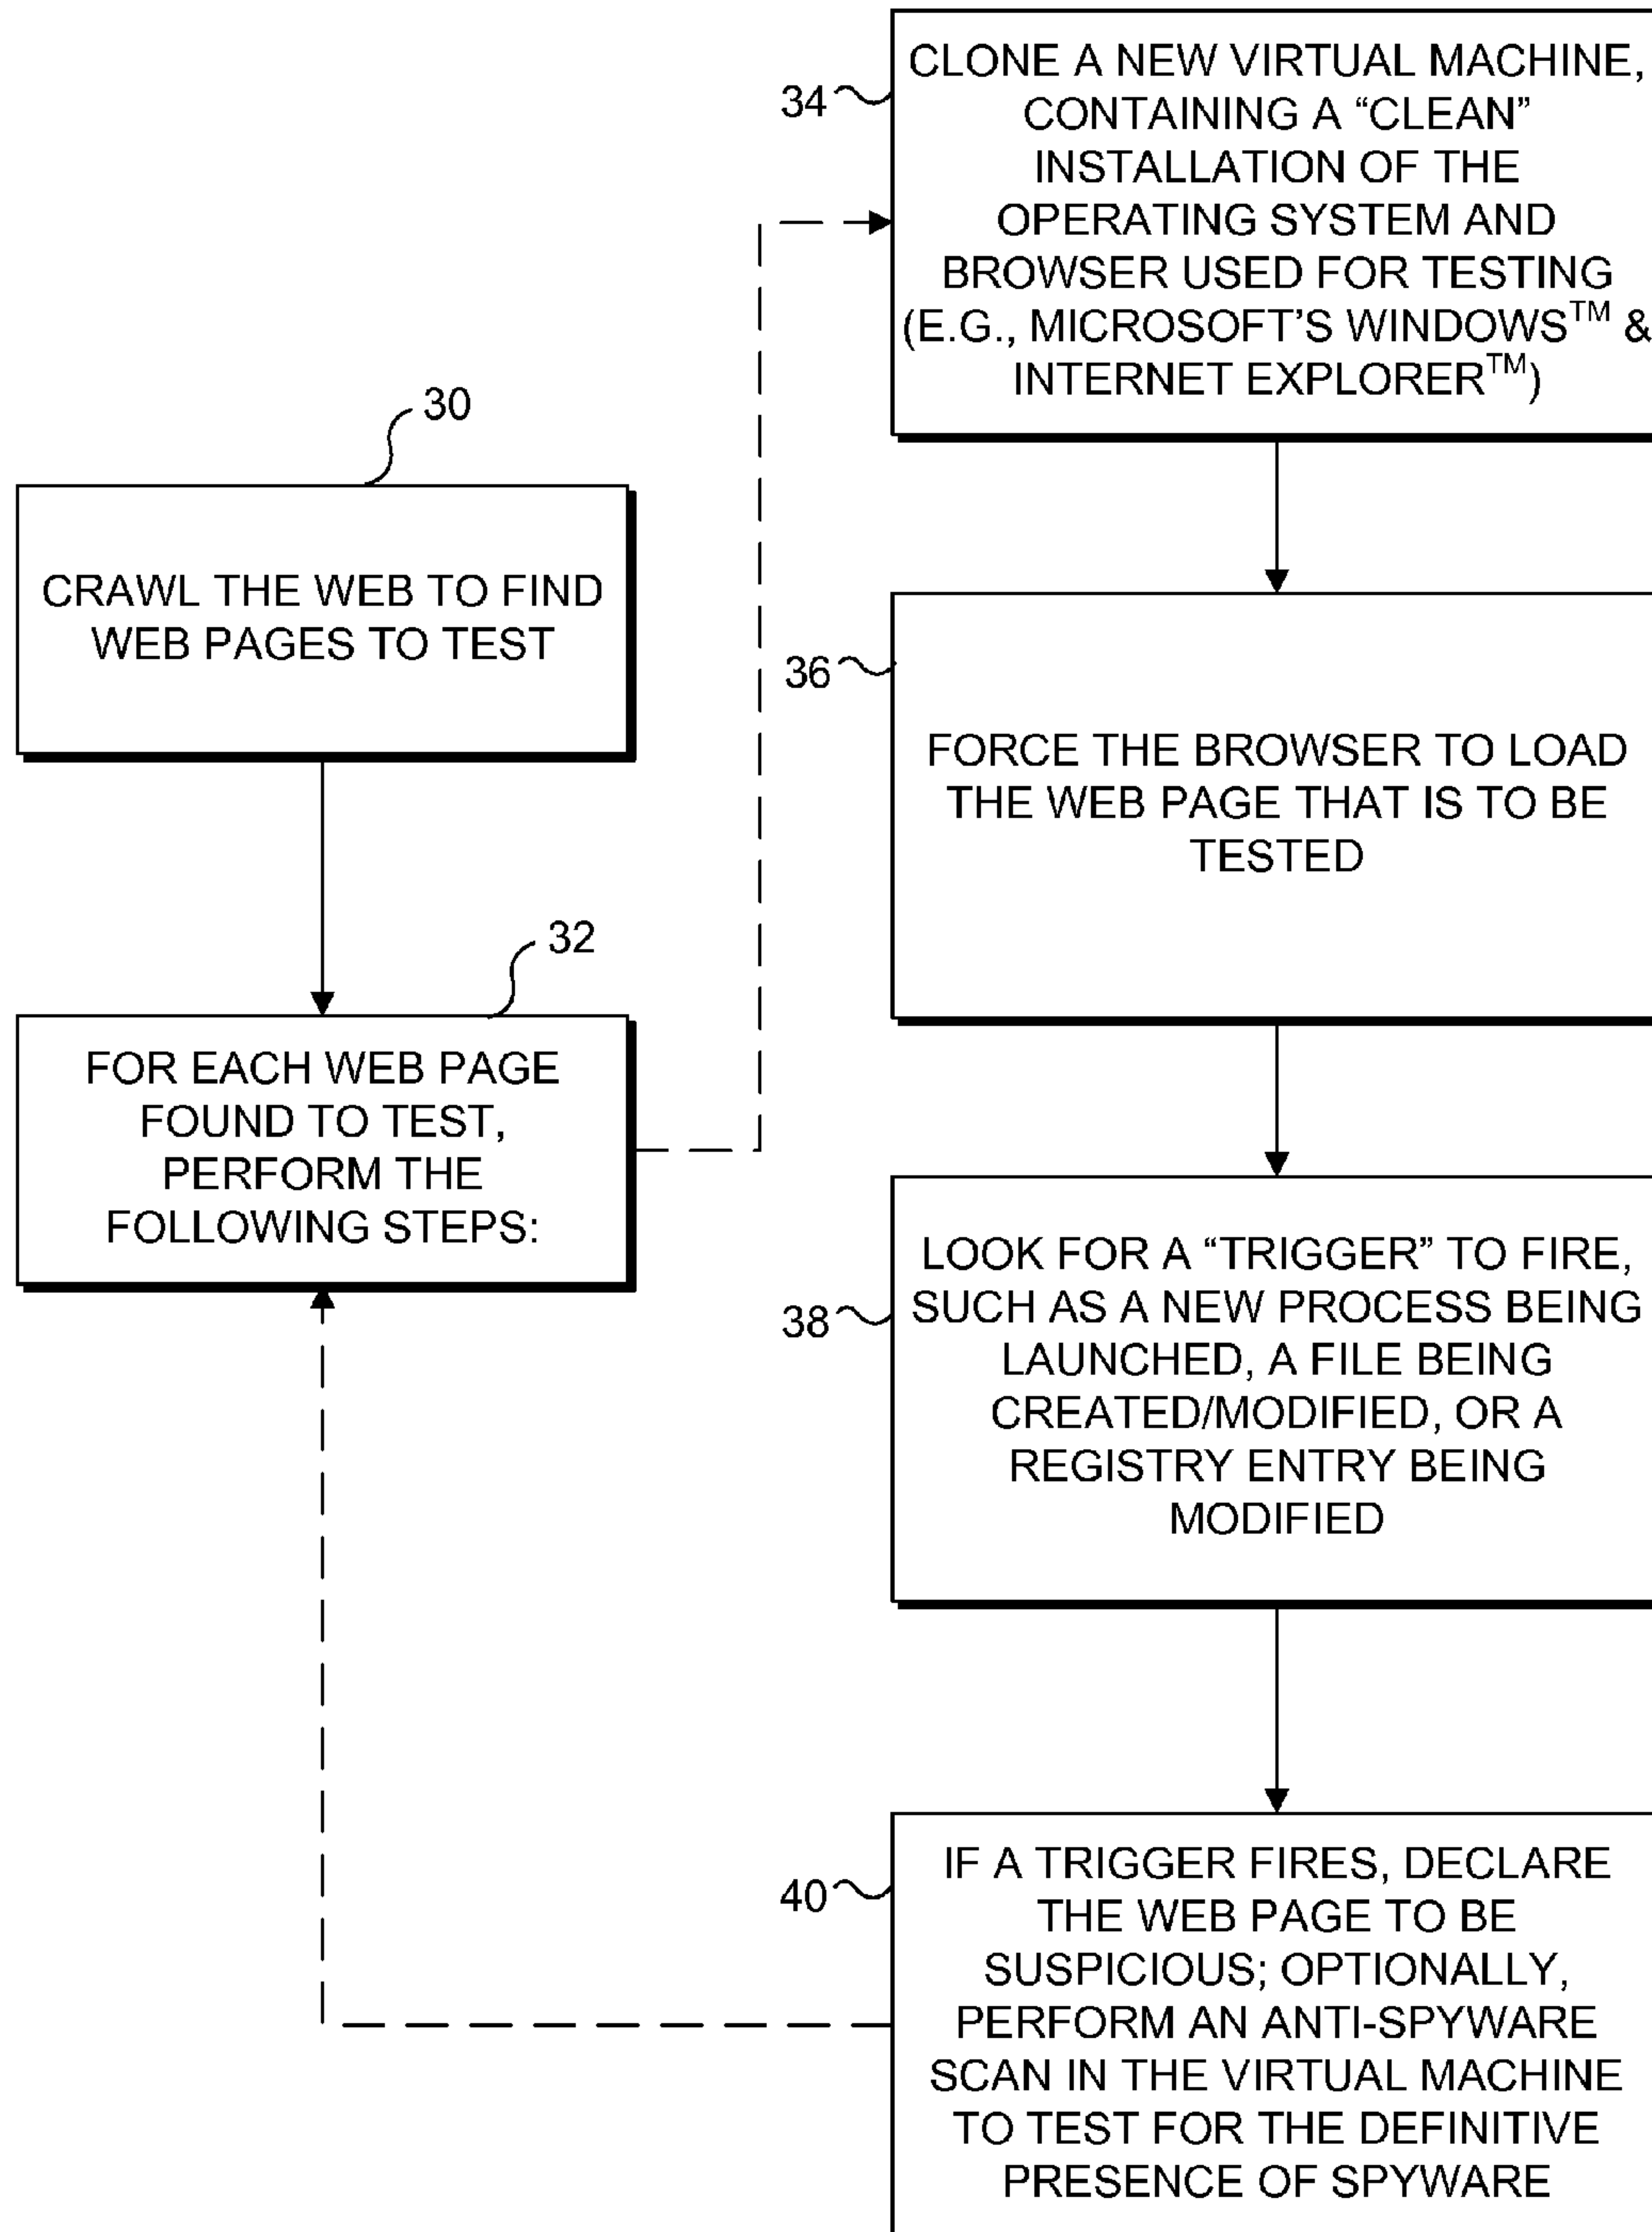 30
CRAWL THE WEB TO FIND
WEB PAGES TO TEST
32
FOR EACH WEB PAGE
FOUND TO TEST,
PERFORM THE
FOLLOWING STEPS:
34
CLONE A NEW VIRTUAL MACHINE,
CONTAINING A “CLEAN”
INSTALLATION OF THE
OPERATING SYSTEM AND
BROWSER USED FOR TESTING
(E.G., MICROSOFT’S WINDOWS™ &
INTERNET EXPLORER™)
36
FORCE THE BROWSER TO LOAD
THE WEB PAGE THAT IS TO BE
TESTED
38
LOOK FOR A “TRIGGER” TO FIRE,
SUCH AS A NEW PROCESS BEING
LAUNCHED, A FILE BEING
CREATED/MODIFIED, OR A
REGISTRY ENTRY BEING
MODIFIED
40
IF A TRIGGER FIRES, DECLARE
THE WEB PAGE TO BE
SUSPICIOUS; OPTIONALLY,
PERFORM AN ANTI-SPYWARE
SCAN IN THE VIRTUAL MACHINE
TO TEST FOR THE DEFINITIVE
PRESENCE OF SPYWARE